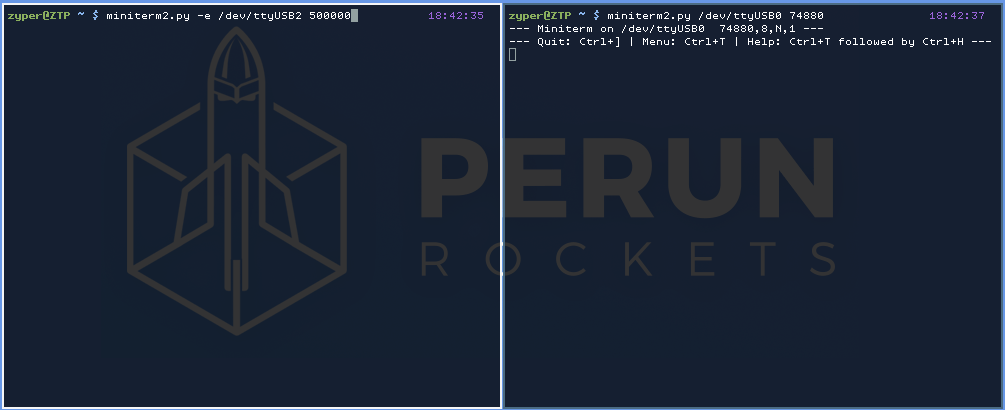 zyper@ZTP ~ $ miniterm2.py -e /dev/ttyUSB2 500000 18:42:35
zyper@ZTP ~ $ miniterm2.py /dev/ttyUSB0 74880 18:42:37
--- Miniterm on /dev/ttyUSB0  74880,8,N,1 ---
--- Quit: Ctrl+] | Menu: Ctrl+T | Help: Ctrl+T followed by Ctrl+H ---
PERUN
ROCKETS